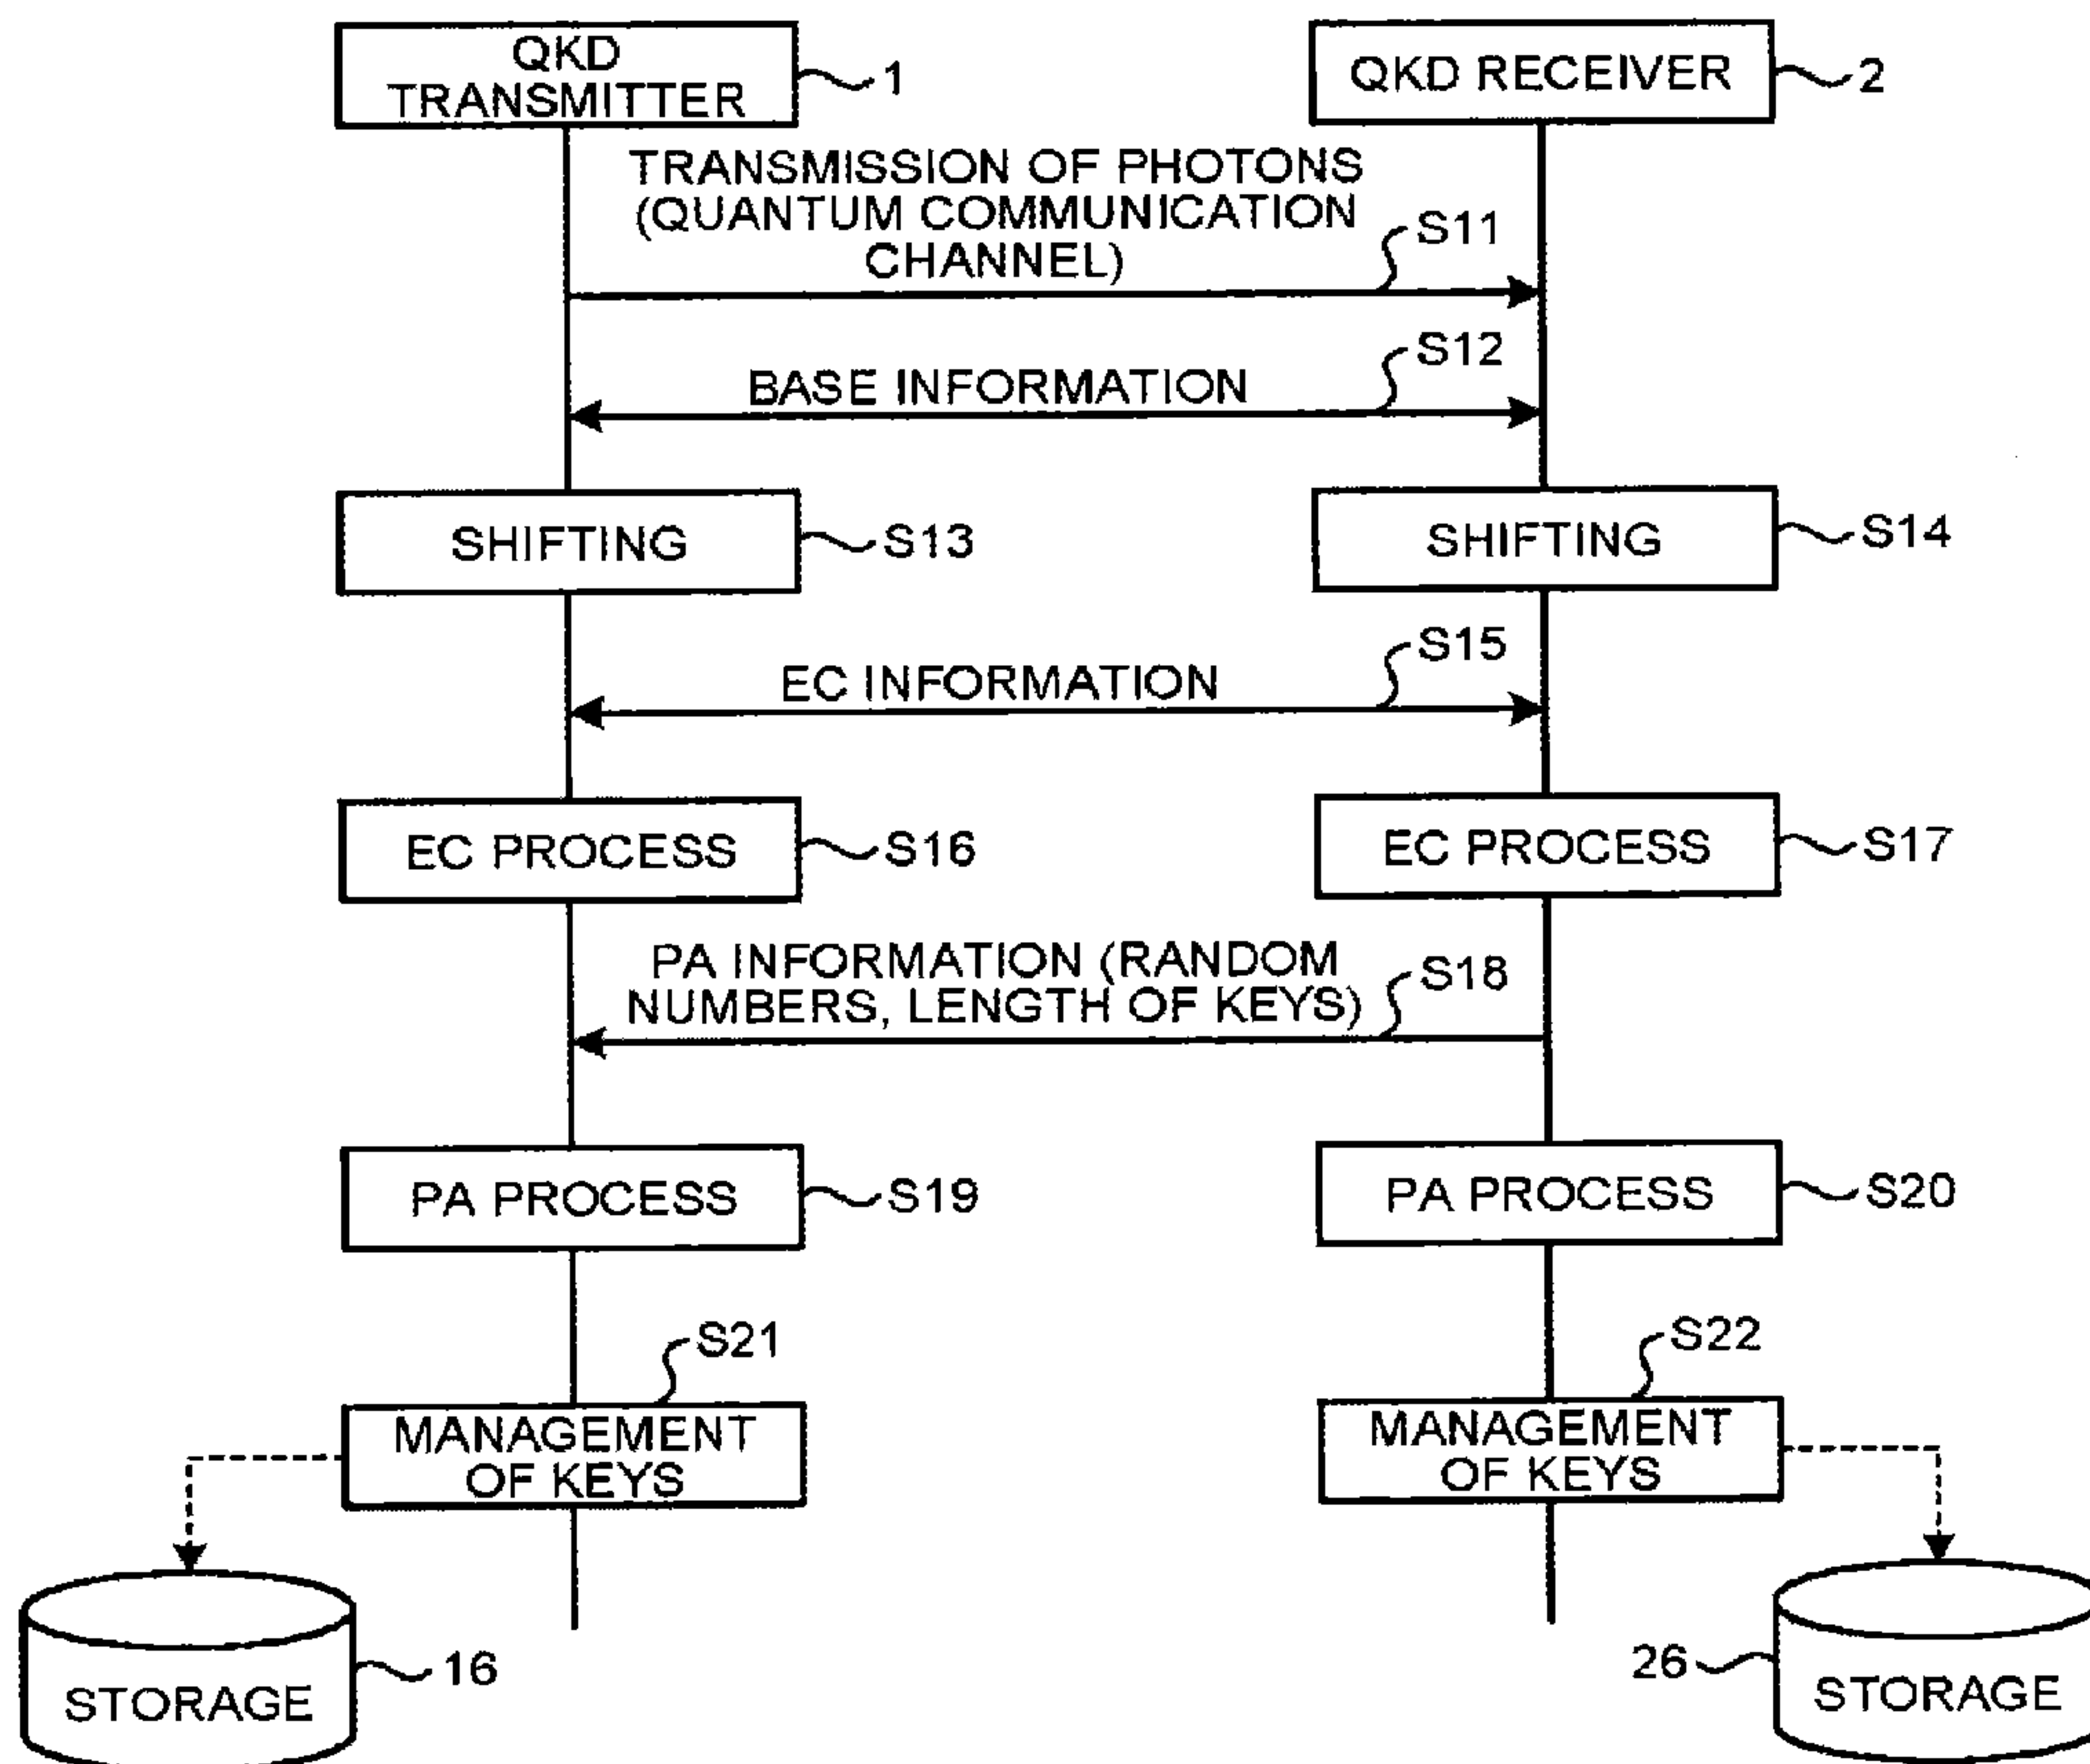 QKD
TRANSMITTER
1
QKD RECEIVER
2
TRANSMISSION OF PHOTONS
(QUANTUM COMMUNICATION
CHANNEL)
S11
BASE INFORMATION
S12
SHIFTING
S13
SHIFTING
S14
EC INFORMATION
S15
EC PROCESS
S16
EC PROCESS
S17
PA INFORMATION (RANDOM
NUMBERS, LENGTH OF KEYS)
S18
PA PROCESS
S19
PA PROCESS
S20
S21
MANAGEMENT
OF KEYS
S22
MANAGEMENT
OF KEYS
STORAGE
16
26
STORAGE